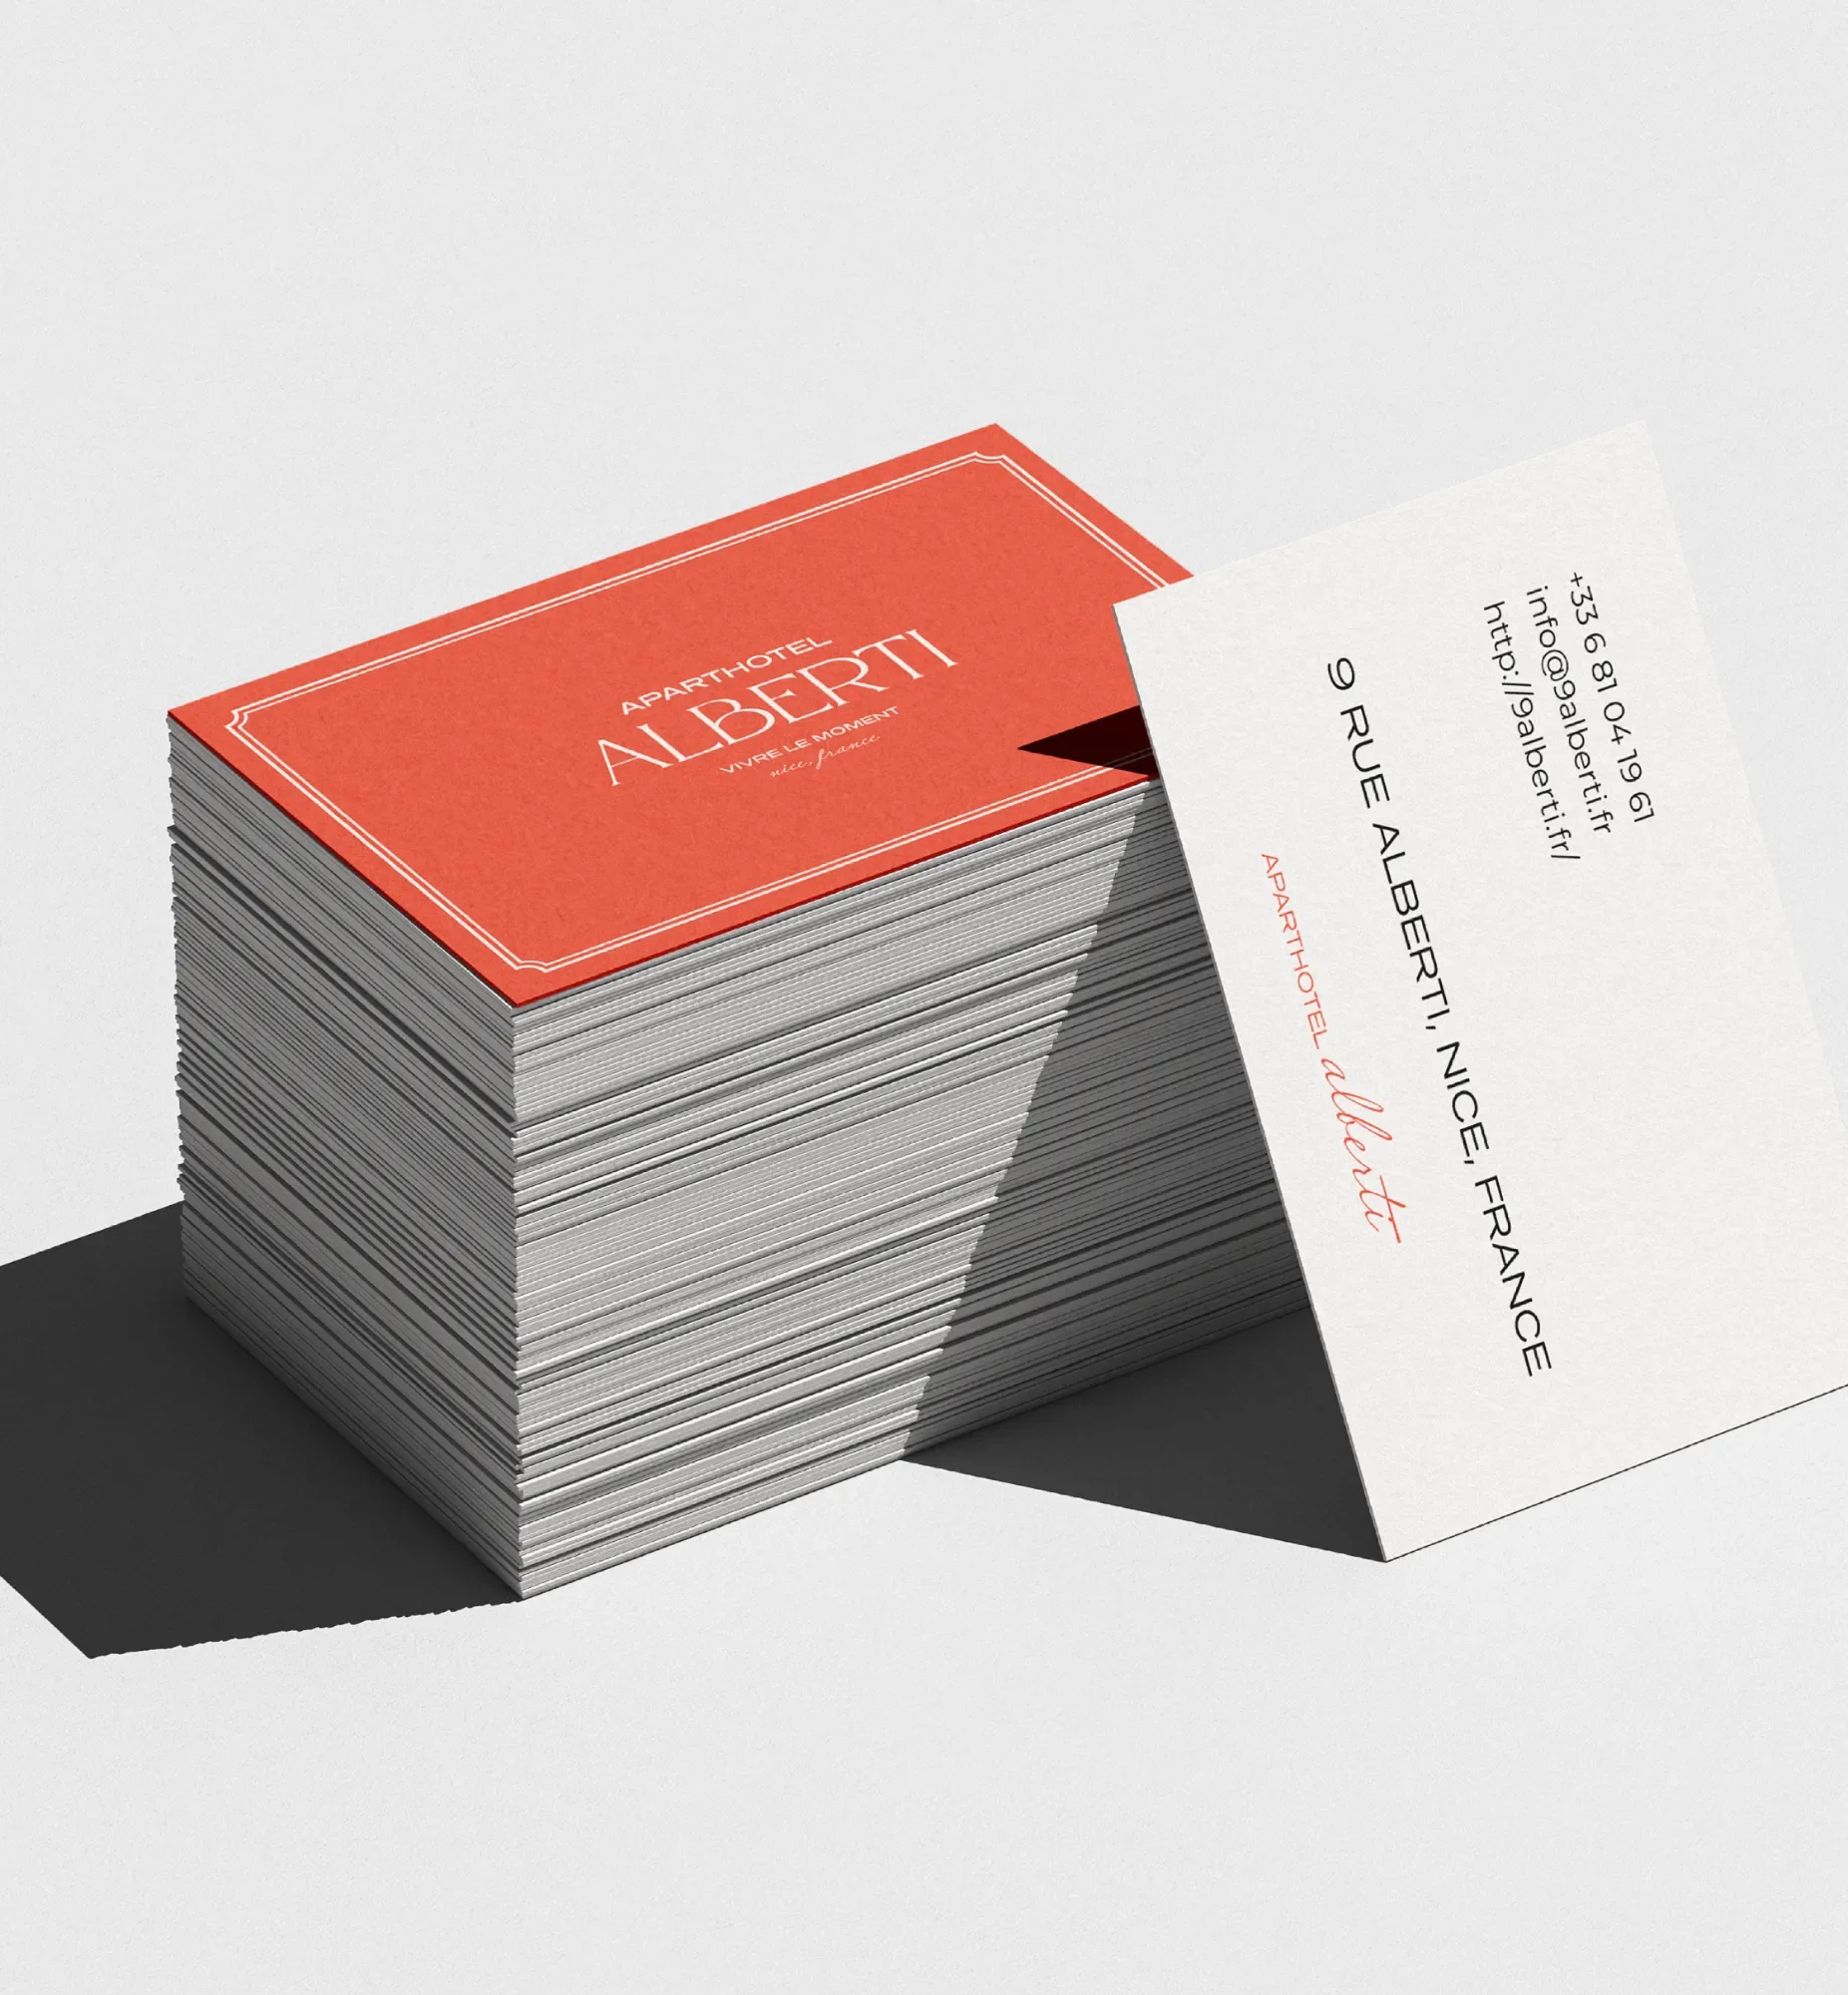 APARTHOTEL
ALBERTI
VIVRE LE MOMENT
nice, france
+33 6 81 04 19 61
info@9alberti.fr
http://9alberti.fr/
9 RUE ALBERTI, NICE, FRANCE
APARTHOTEL alberti